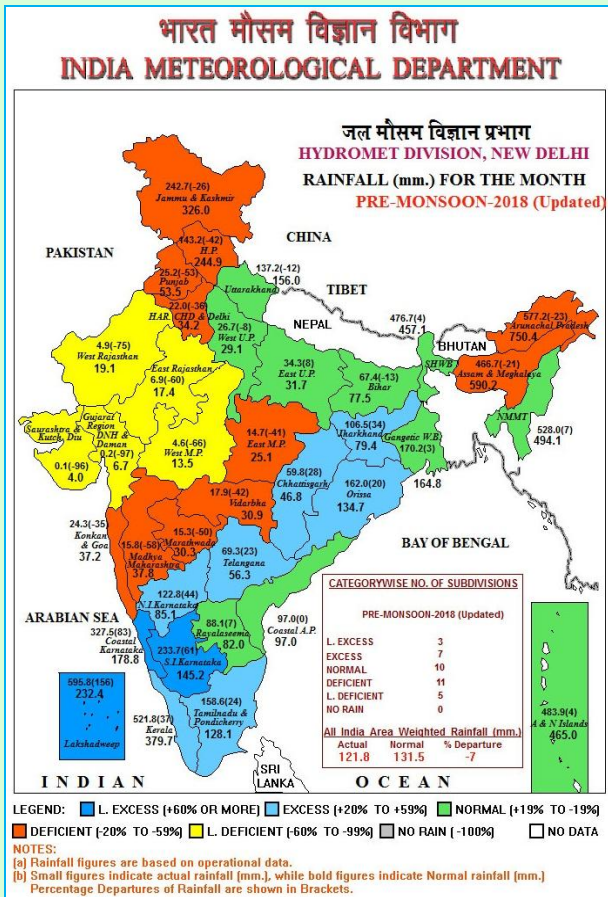 भारत मौसम विज्ञान विभाग
INDIA METEOROLOGICAL DEPARTMENT
जल मौसम विज्ञान प्रभाग
HYDROMET DIVISION, NEW DELHI
RAINFALL (mm.) FOR THE MONTH
PRE-MONSOON-2018 (Updated)
242.7(-26)
Jammu & Kashmir
326.0
CHINA
143.2(-42)
H.P.
244.9
PAKISTAN
25.2(-53)
Punjab
53.5
137.2(-12)
156.0
Uttarakhand
TIBET
22.0(-36)
HAR. CHD & Delhi
34.2
26.7(-8)
West U.P.
29.1
NEPAL
476.7(4)
457.1
577.2(-23)
Arunachal Pradesh
750.4
BHUTAN
4.9(-75)
West Rajasthan
19.1
East Rajasthan
6.9(-60)
17.4
34.3(8)
East U.P.
31.7
67.4(-13)
Bihar
77.5
SHWB
466.7(-21)
Assam & Meghalaya
590.2
NMMT
528.0(7)
494.1
Saurashtra &
Kutch, Diu
0.1(-96)
4.0
Gujarat
Region
DNH &
Daman
0.2(-97)
6.7
4.6(-66)
West M.P.
13.5
14.7(-41)
East M.P.
25.1
106.5(34)
Jharkhand
79.4
Gangetic W.B.
170.2(3)
164.8
59.8(28)
Chhattisgarh
46.8
162.0(20)
Orissa
134.7
17.9(-42)
Vidarbha
30.9
24.3(-35)
Konkan
& Goa
37.2
15.8(-58)
Madhya
Maharashtra
37.8
15.3(-50)
Marathwada
30.3
69.3(23)
Telangana
56.3
BAY OF BENGAL
122.8(44)
N.I.Karnataka
85.1
ARABIAN SEA
327.5(83)
Coastal
Karnataka
178.8
88.1(7)
Rayalaseema
82.0
97.0(0)
Coastal A.P.
97.0
233.7(61)
S.I.Karnataka
145.2
595.8(156)
232.4
Lakshadweep
521.8(37)
Kerala
379.7
158.6(24)
Tamilnadu &
Pondicherry
128.1
CATEGORYWISE NO. OF SUBDIVISIONS
PRE-MONSOON-2018 (Updated)
L. EXCESS 3
EXCESS 7
NORMAL 10
DEFICIENT 11
L. DEFICIENT 5
NO RAIN 0
All India Area Weighted Rainfall (mm.)
Actual Normal % Departure
121.8 131.5 -7
483.9(4)
A & N Islands
465.0
SRI
LANKA
INDIAN OCEAN
LEGEND: L. EXCESS (+60% OR MORE) EXCESS (+20% TO +59%) NORMAL (+19% TO -19%)
DEFICIENT (-20% TO -59%) L. DEFICIENT (-60% TO -99%) NO RAIN (-100%) NO DATA
NOTES:
(a) Rainfall figures are based on operational data.
(b) Small figures indicate actual rainfall (mm.), while bold figures indicate Normal rainfall (mm.)
Percentage Departures of Rainfall are shown in Brackets.